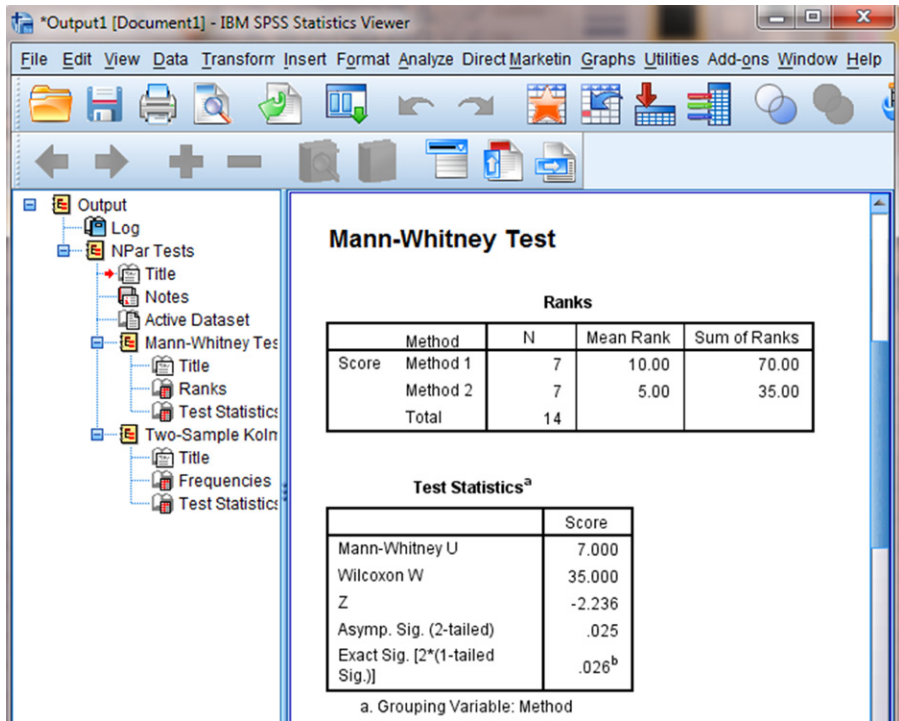 *Output1 [Document1] - IBM SPSS Statistics Viewer
File Edit View Data Transform Insert Format Analyze Direct Marketin Graphs Utilities Add-ons Window Help
Output
Log
NPar Tests
Title
Notes
Active Dataset
Mann-Whitney Tes
Title
Ranks
Test Statistics
Two-Sample Kolm
Title
Frequencies
Test Statistics
Mann-Whitney Test
Ranks
Method N Mean Rank Sum of Ranks
Score Method 1 7 10.00 70.00
Method 2 7 5.00 35.00
Total 14
Test Statistics^a
Score
Mann-Whitney U 7.000
Wilcoxon W 35.000
Z -2.236
Asymp. Sig. (2-tailed) .025
Exact Sig. [2*(1-tailed
Sig.)] .026^b
a. Grouping Variable: Method